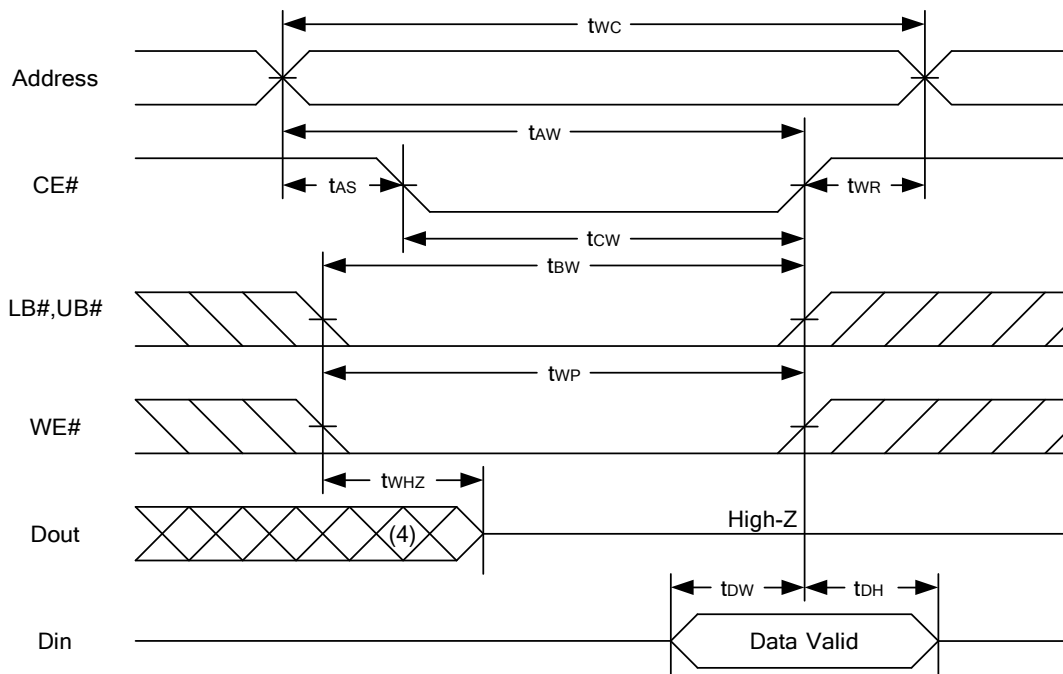 tWC
Address
tAW
CE#
tAS
tWR
tCW
tBW
LB#,UB#
tWP
WE#
tWHZ
Dout
(4)
High-Z
tDW
tDH
Din
Data Valid